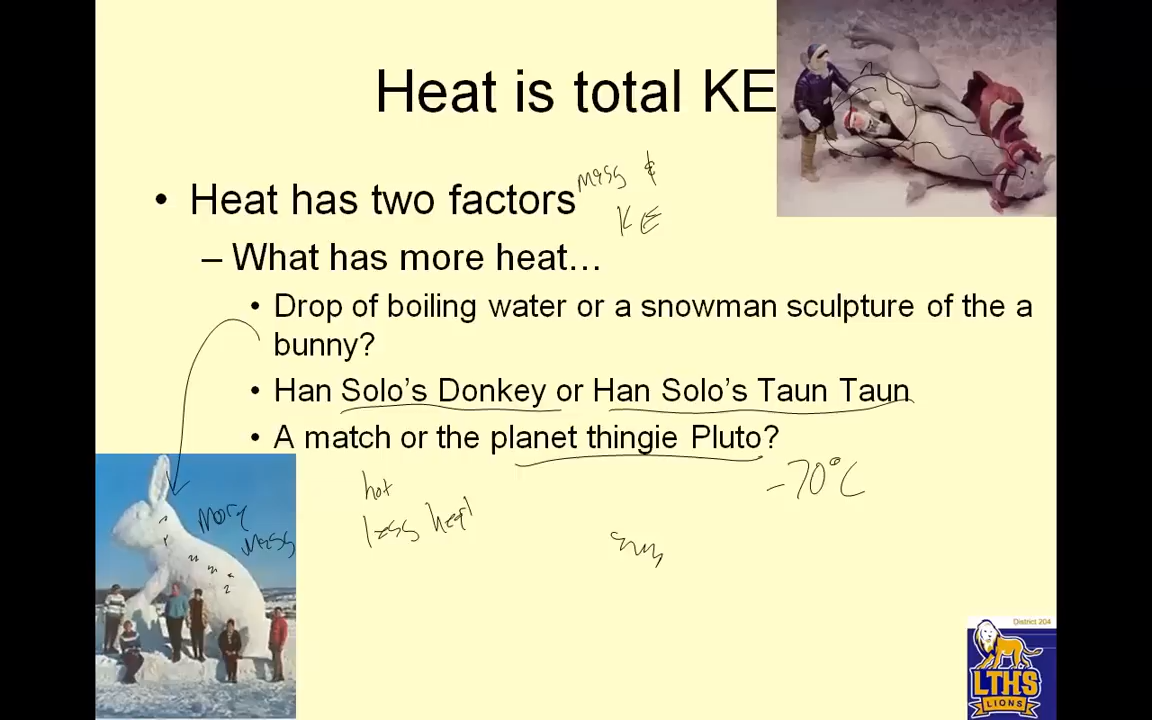 Heat is total KE
• Heat has two factors mass &
KE
– What has more heat…
• Drop of boiling water or a snowman sculpture of the a
bunny?
• Han Solo's Donkey or Han Solo's Taun Taun
• A match or the planet thingie Pluto?
hot
less heat
-70°C
More
Mass
District 204
LTHS
LIONS